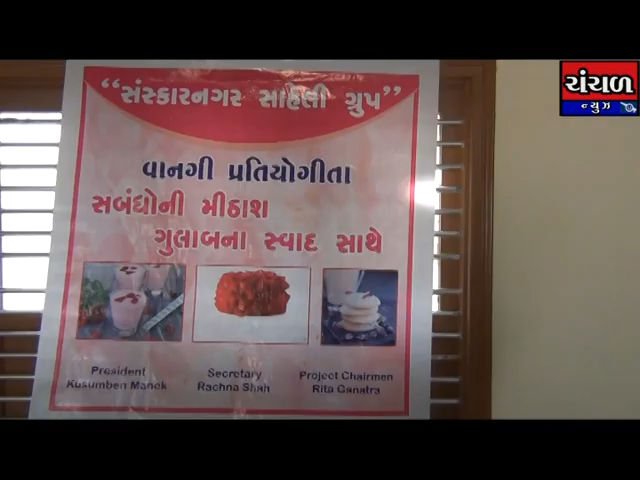 ચંચળ
ન્યુઝ
“સંસ્કારનગર સાહેલી ગ્રુપ”
વાનગી પ્રતિયોગીતા
સબંધોની મીઠાશ
ગુલાબના સ્વાદ સાથે
President
Kusumben Manek
Secretary
Rachna Shah
Project Chairmen
Rita Ganatra